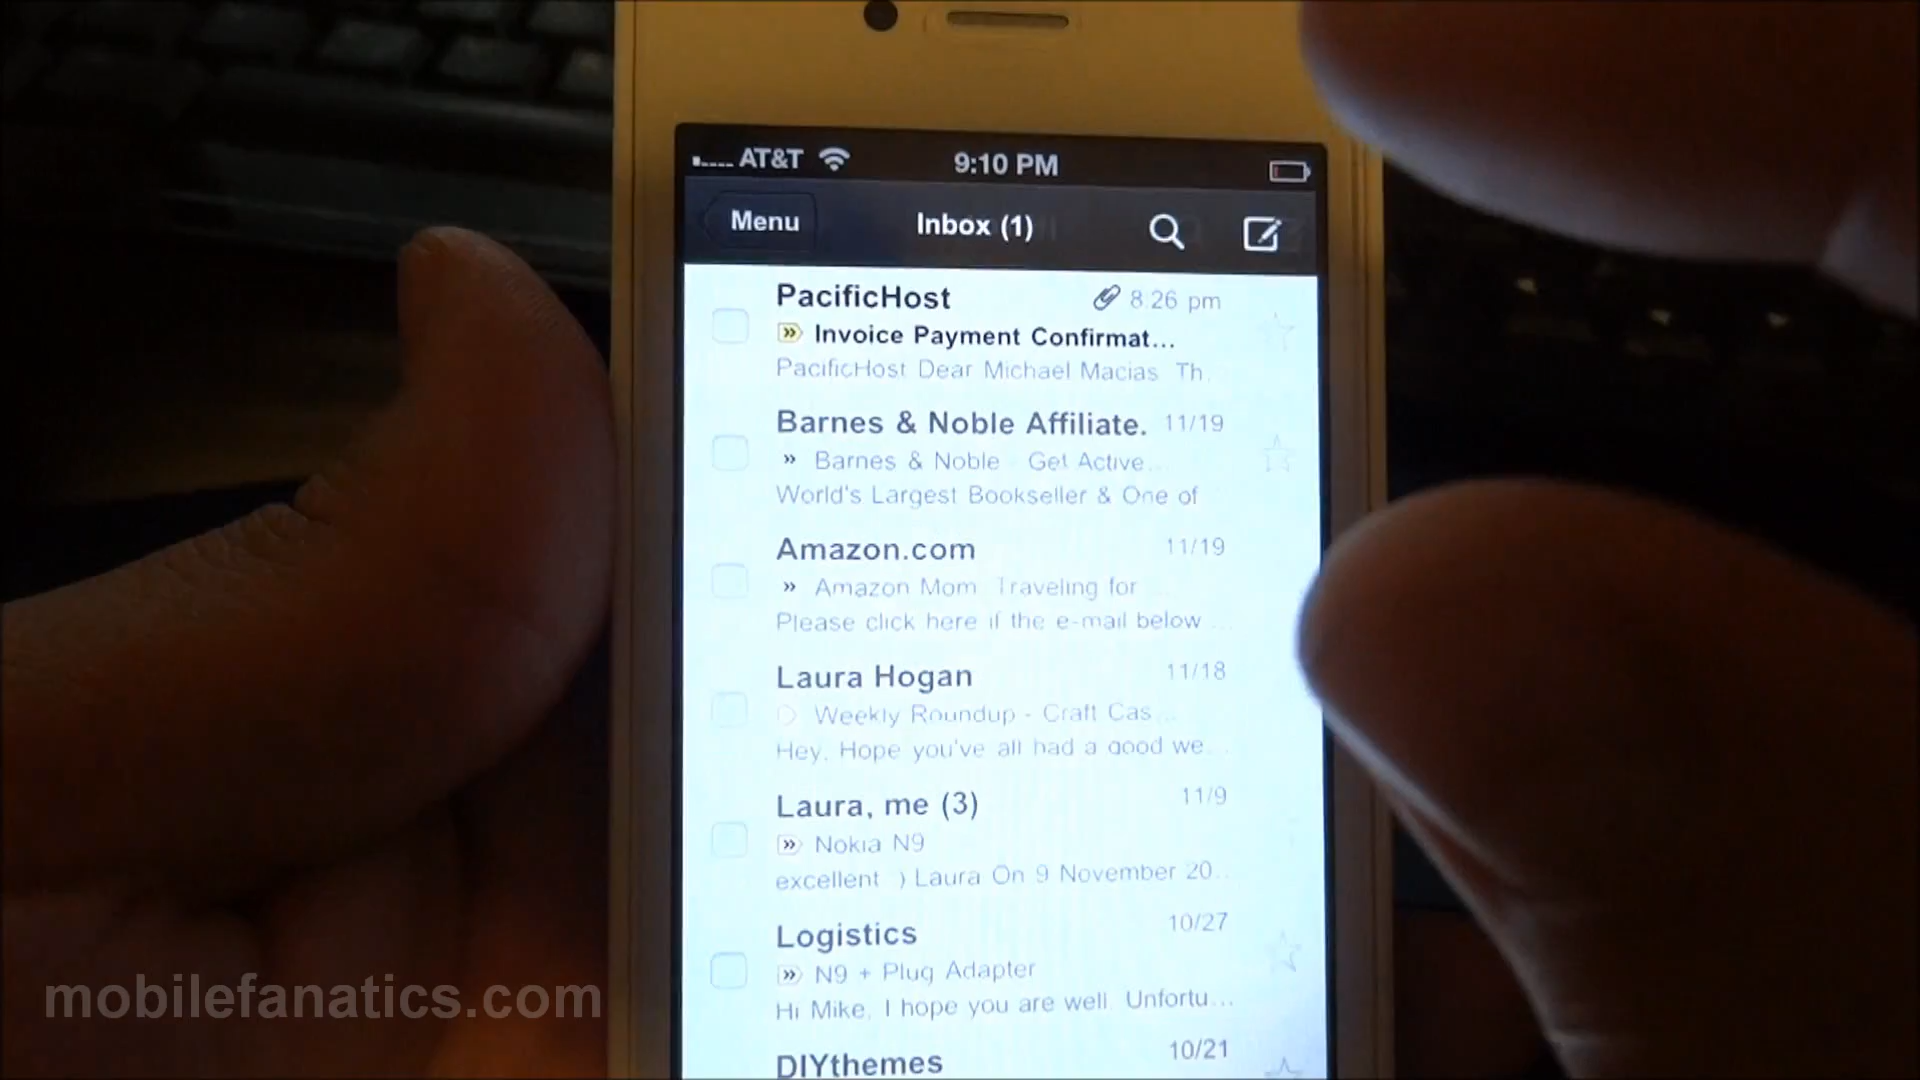 AT&T 9:10 PM
Menu Inbox (1)
PacificHost 8:26 pm
» Invoice Payment Confirmat...
PacificHost Dear Michael Macias Th.
Barnes & Noble Affiliate. 11/19
» Barnes & Noble Get Active...
World's Largest Bookseller & One of
Amazon.com 11/19
» Amazon Mom Traveling for ...
Please click here if the e-mail below ...
Laura Hogan 11/18
Weekly Roundup - Craft Cas...
Hey, Hope you've all had a good we...
Laura, me (3) 11/9
» Nokia N9
excellent :) Laura On 9 November 20...
Logistics 10/27
» N9 + Plug Adapter
Hi Mike, I hope you are well. Unfortu...
DIYthemes 10/21
mobilefanatics.com